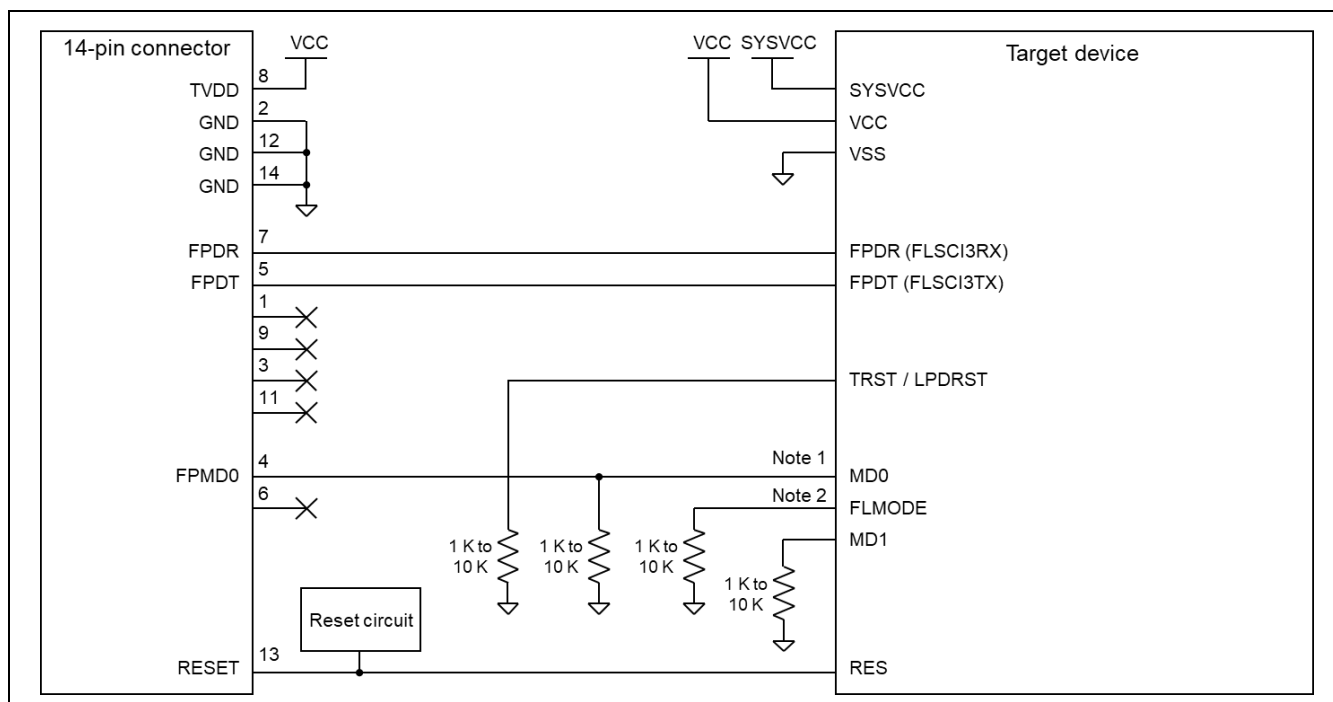 14-pin connector
VCC
VCC
SYSVCC
Target device
TVDD
8
SYSVCC
GND
2
VCC
GND
12
VSS
GND
14
FPDR
7
FPDR (FLSCI3RX)
FPDT
5
FPDT (FLSCI3TX)
1
9
3
TRST / LPDRST
11
FPMD0
4
Note 1
MD0
6
Note 2
FLMODE
MD1
1 K to
10 K
1 K to
10 K
1 K to
10 K
1 K to
10 K
Reset circuit
RESET
13
RES